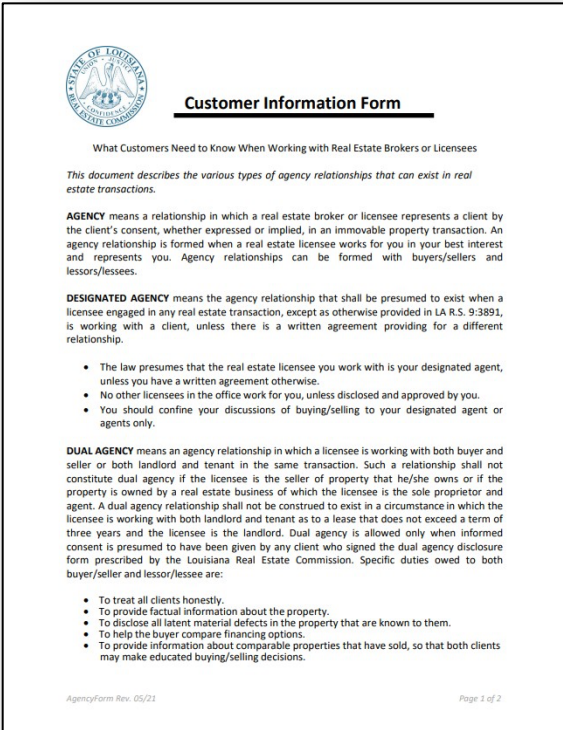 STATE OF LOUISIANA
UNION JUSTICE
CONFIDENCE
REAL ESTATE COMMISSION
Customer Information Form
What Customers Need to Know When Working with Real Estate Brokers or Licensees
This document describes the various types of agency relationships that can exist in real
estate transactions.
AGENCY means a relationship in which a real estate broker or licensee represents a client by
the client's consent, whether expressed or implied, in an immovable property transaction. An
agency relationship is formed when a real estate licensee works for you in your best interest
and represents you. Agency relationships can be formed with buyers/sellers and
lessors/lessees.
DESIGNATED AGENCY means the agency relationship that shall be presumed to exist when a
licensee engaged in any real estate transaction, except as otherwise provided in LA R.S. 9:3891,
is working with a client, unless there is a written agreement providing for a different
relationship.
• The law presumes that the real estate licensee you work with is your designated agent,
unless you have a written agreement otherwise.
• No other licensees in the office work for you, unless disclosed and approved by you.
• You should confine your discussions of buying/selling to your designated agent or
agents only.
DUAL AGENCY means an agency relationship in which a licensee is working with both buyer and
seller or both landlord and tenant in the same transaction. Such a relationship shall not
constitute dual agency if the licensee is the seller of property that he/she owns or if the
property is owned by a real estate business of which the licensee is the sole proprietor and
agent. A dual agency relationship shall not be construed to exist in a circumstance in which the
licensee is working with both landlord and tenant as to a lease that does not exceed a term of
three years and the licensee is the landlord. Dual agency is allowed only when informed
consent is presumed to have been given by any client who signed the dual agency disclosure
form prescribed by the Louisiana Real Estate Commission. Specific duties owed to both
buyer/seller and lessor/lessee are:
• To treat all clients honestly.
• To provide factual information about the property.
• To disclose all latent material defects in the property that are known to them.
• To help the buyer compare financing options.
• To provide information about comparable properties that have sold, so that both clients
may make educated buying/selling decisions.
AgencyForm Rev. 05/21
Page 1 of 2